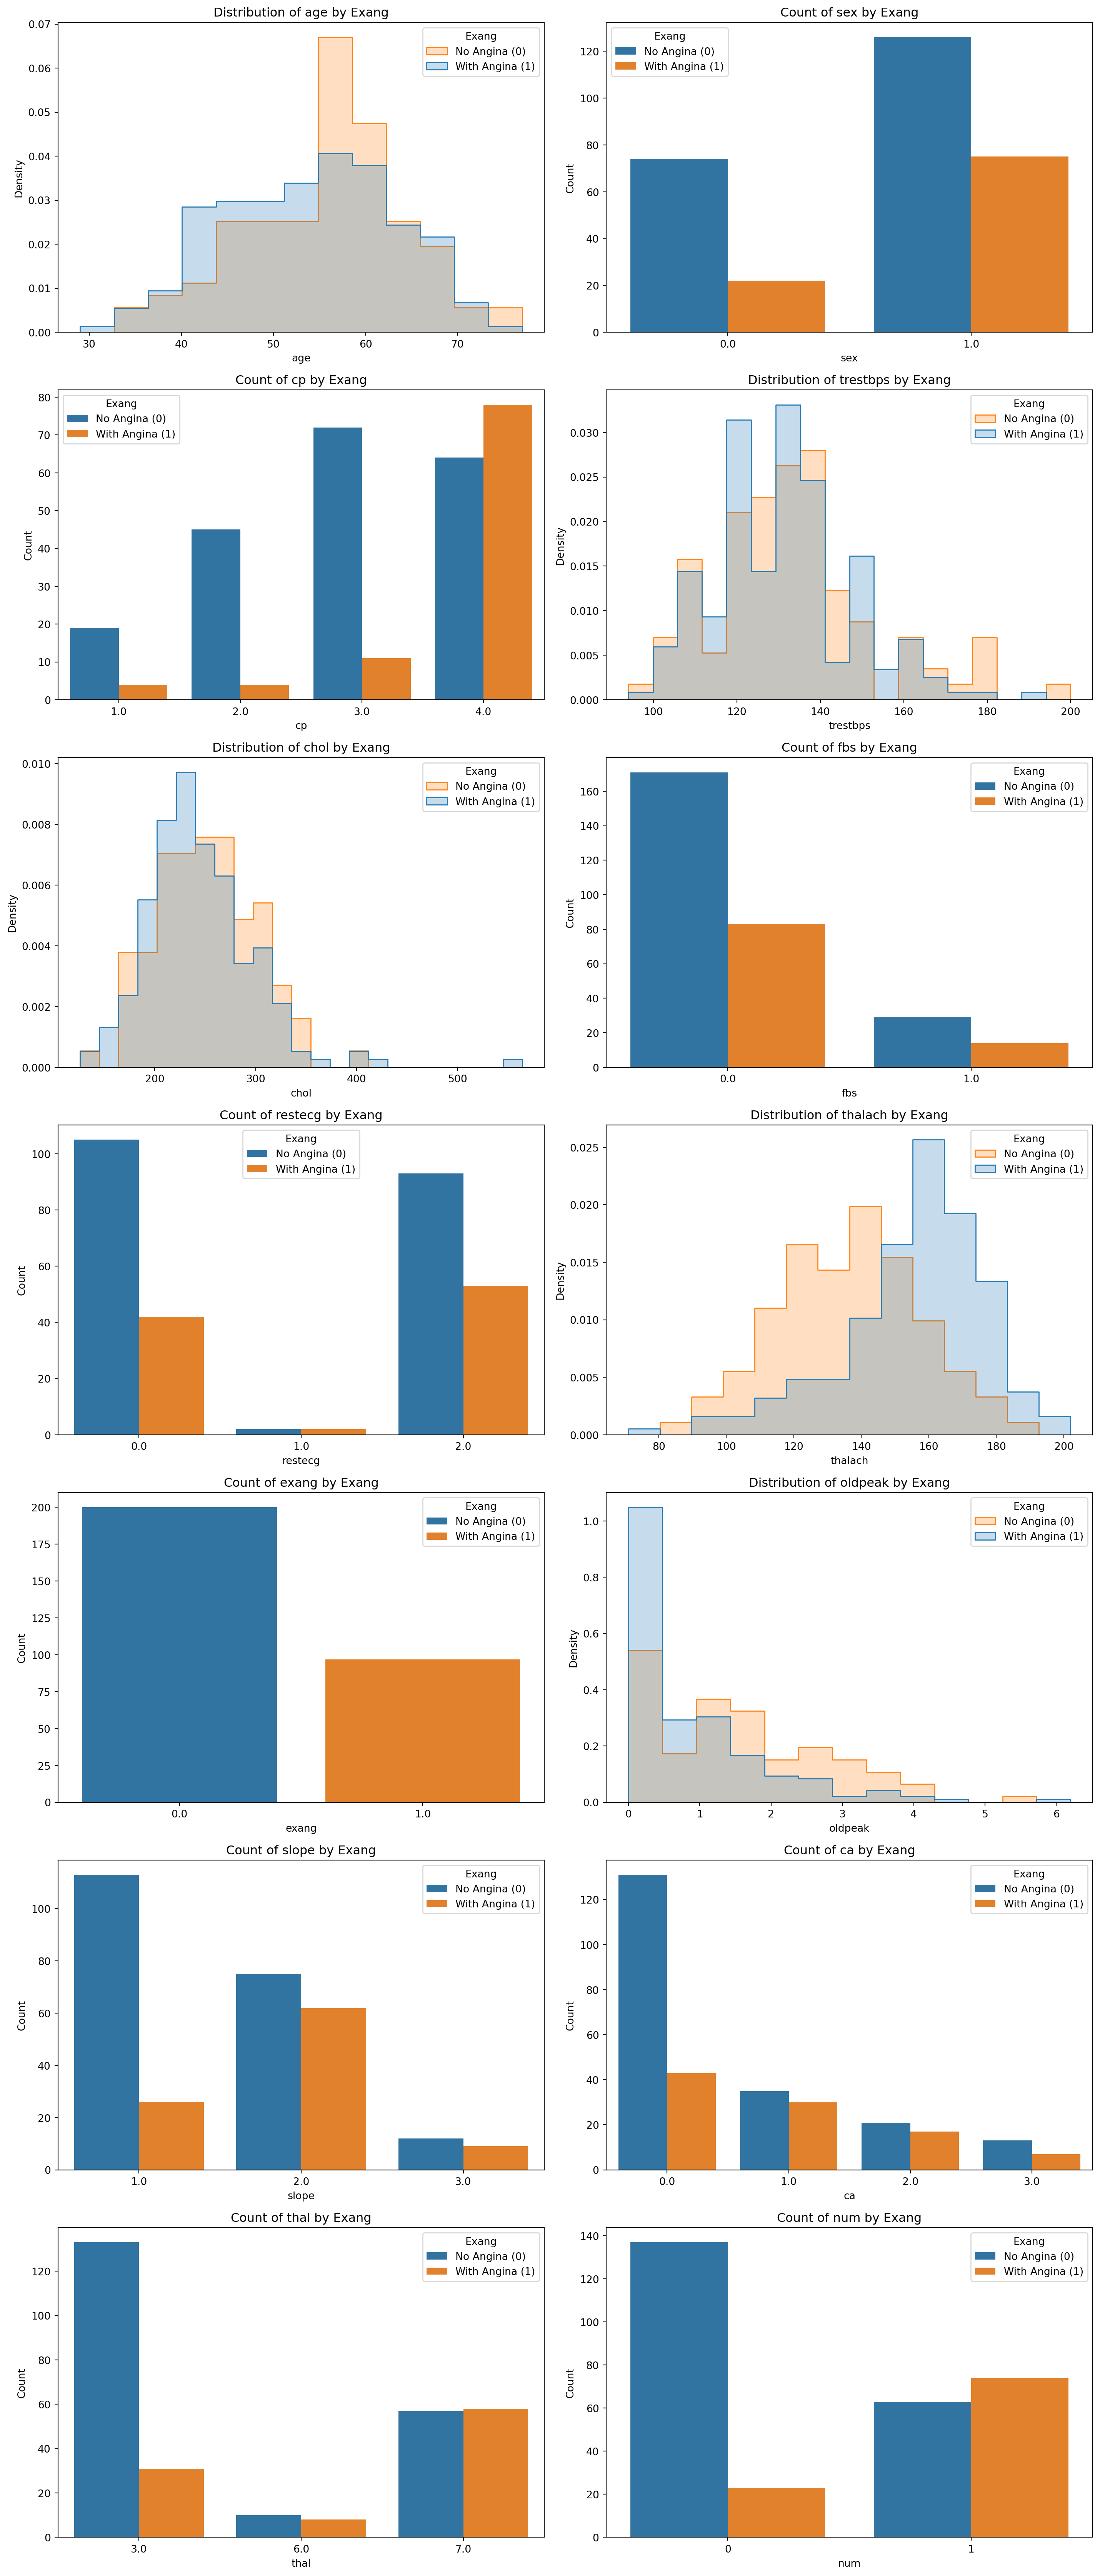 Distribution of age by Exang
0.07
0.06
0.05
0.04
0.03
0.02
0.01
0.00
Density
30 40 50 60 70
age
Exang
No Angina (0)
With Angina (1)
Count of sex by Exang
120
100
80
60
40
20
0
Count
0.0 1.0
sex
Exang
No Angina (0)
With Angina (1)
Count of cp by Exang
80
70
60
50
40
30
20
10
0
Count
1.0 2.0 3.0 4.0
cp
Exang
No Angina (0)
With Angina (1)
Distribution of trestbps by Exang
0.030
0.025
0.020
0.015
0.010
0.005
0.000
Density
100 120 140 160 180 200
trestbps
Exang
No Angina (0)
With Angina (1)
Distribution of chol by Exang
0.010
0.008
0.006
0.004
0.002
0.000
Density
200 300 400 500
chol
Exang
No Angina (0)
With Angina (1)
Count of fbs by Exang
160
140
120
100
80
60
40
20
0
Count
0.0 1.0
fbs
Exang
No Angina (0)
With Angina (1)
Count of restecg by Exang
100
80
60
40
20
0
Count
0.0 1.0 2.0
restecg
Exang
No Angina (0)
With Angina (1)
Distribution of thalach by Exang
0.025
0.020
0.015
0.010
0.005
0.000
Density
80 100 120 140 160 180 200
thalach
Exang
No Angina (0)
With Angina (1)
Count of exang by Exang
200
175
150
125
100
75
50
25
0
Count
0.0 1.0
exang
Exang
No Angina (0)
With Angina (1)
Distribution of oldpeak by Exang
1.0
0.8
0.6
0.4
0.2
0.0
Density
0 1 2 3 4 5 6
oldpeak
Exang
No Angina (0)
With Angina (1)
Count of slope by Exang
100
80
60
40
20
0
Count
1.0 2.0 3.0
slope
Exang
No Angina (0)
With Angina (1)
Count of ca by Exang
120
100
80
60
40
20
0
Count
0.0 1.0 2.0 3.0
ca
Exang
No Angina (0)
With Angina (1)
Count of thal by Exang
120
100
80
60
40
20
0
Count
3.0 6.0 7.0
thal
Exang
No Angina (0)
With Angina (1)
Count of num by Exang
140
120
100
80
60
40
20
0
Count
0 1
num
Exang
No Angina (0)
With Angina (1)